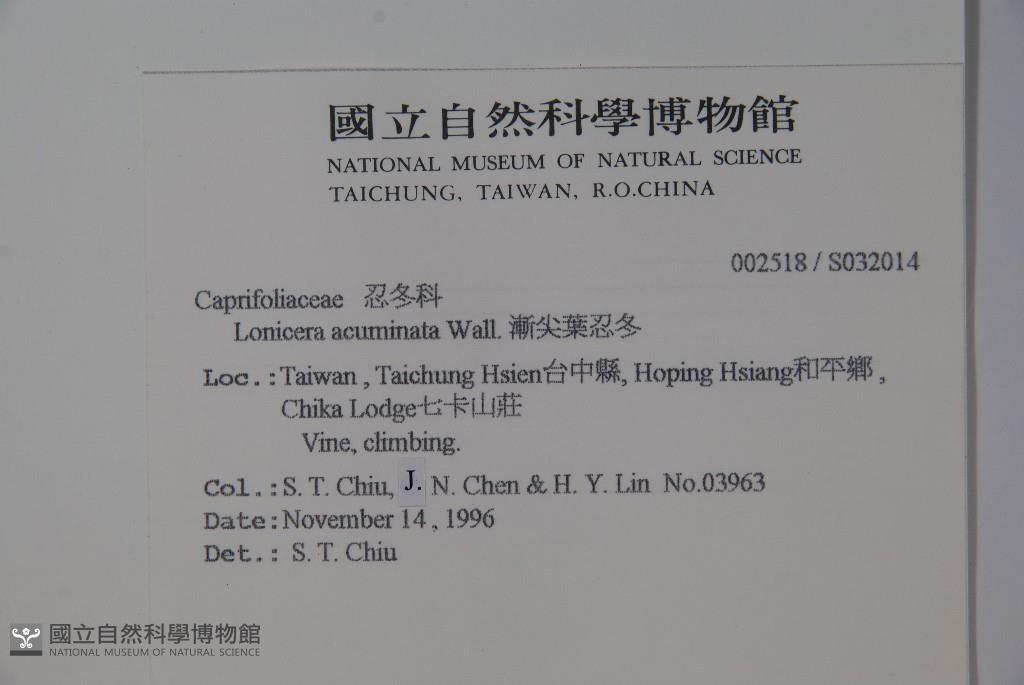 國立自然科學博物館
NATIONAL MUSEUM OF NATURAL SCIENCE
TAICHUNG, TAIWAN, R.O.CHINA
002518 / S032014
Caprifoliaceae 忍冬科
Lonicera acuminata Wall. 漸尖葉忍冬
Loc.:Taiwan , Taichung Hsien台中縣, Hoping Hsiang和平鄉 ,
Chika Lodge七卡山莊
Vine, climbing.
Col.:S. T. Chiu, J. N. Chen & H. Y. Lin No.03963
Date:November 14 , 1996
Det.: S. T. Chiu
國立自然科學博物館
NATIONAL MUSEUM OF NATURAL SCIENCE